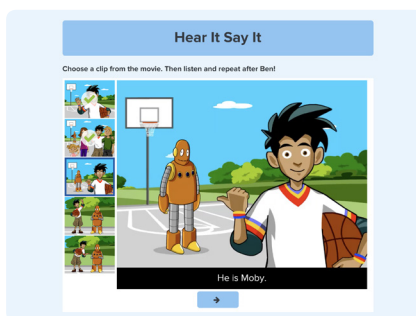 Hear It Say It
Choose a clip from the movie. Then listen and repeat after Ben!
He is Moby.